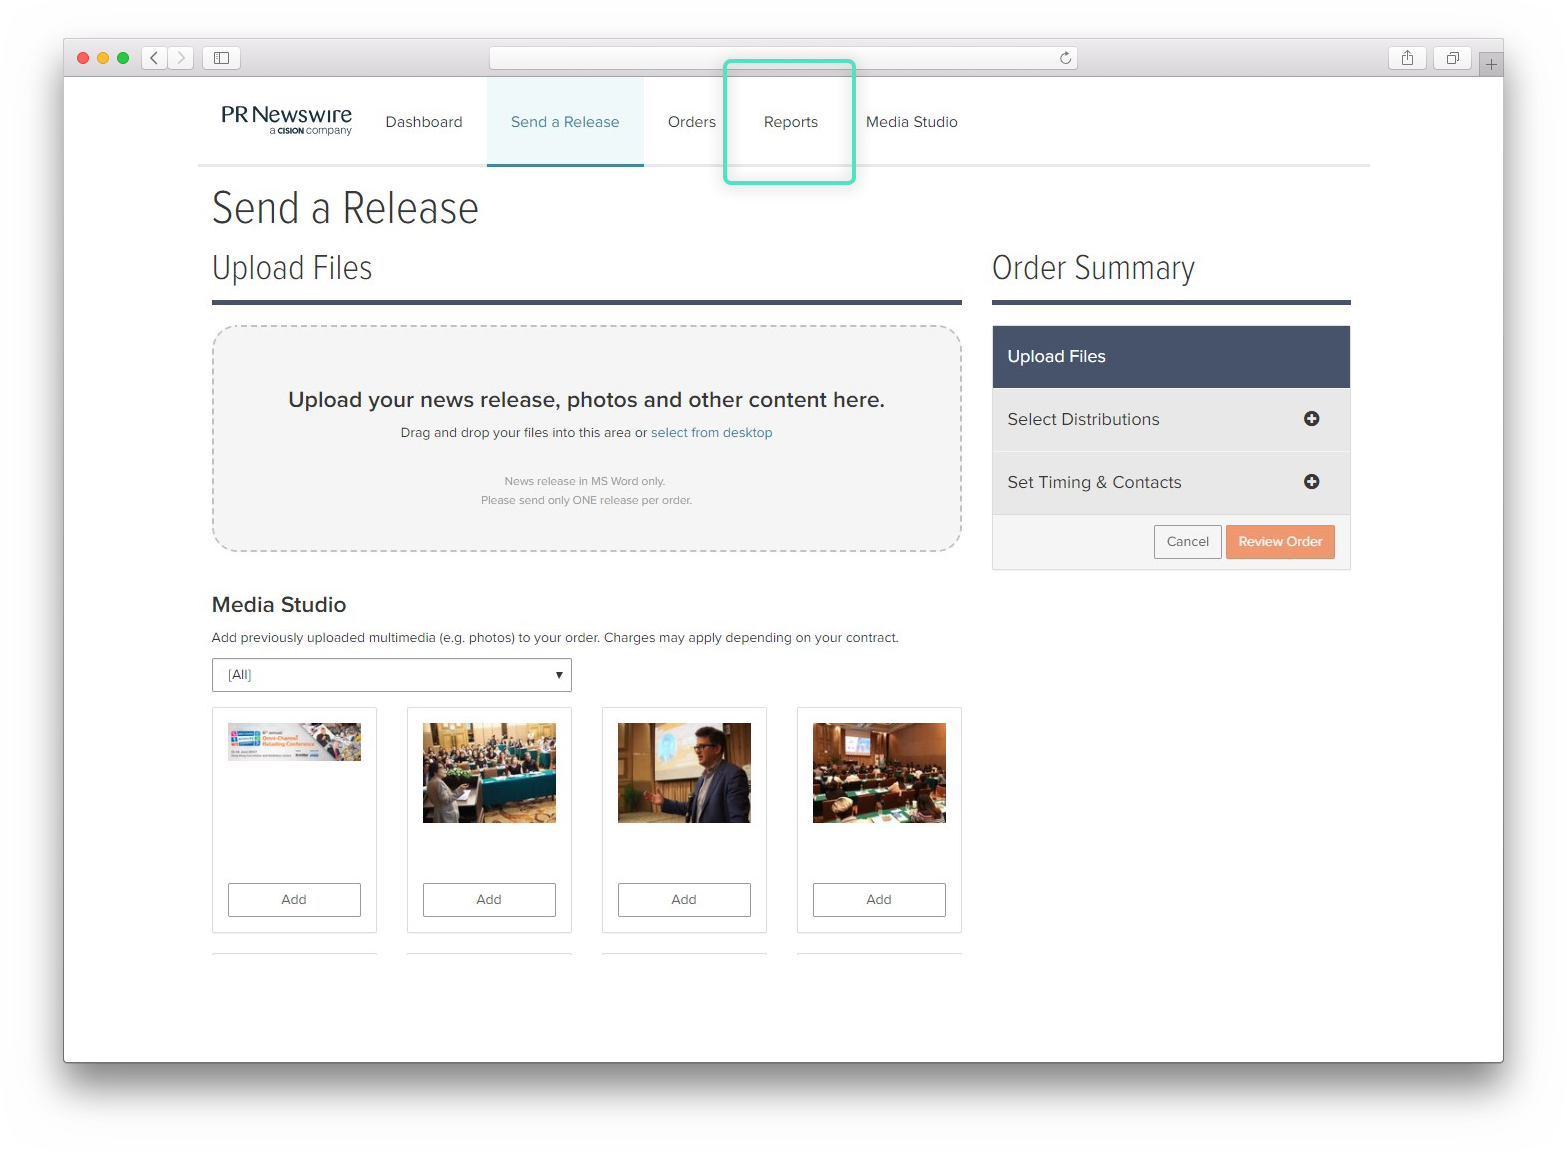 PR Newswire
a CISION company
Dashboard
Send a Release
Orders
Reports
Media Studio
Send a Release
Upload Files
Order Summary
Upload your news release, photos and other content here.
Drag and drop your files into this area or select from desktop
News release in MS Word only.
Please send only ONE release per order.
Upload Files
Select Distributions
Set Timing & Contacts
Cancel
Review Order
Media Studio
Add previously uploaded multimedia (e.g. photos) to your order. Charges may apply depending on your contract.
[All]
Omni-Channel
Retailing Conference
Add
Add
Add
Add